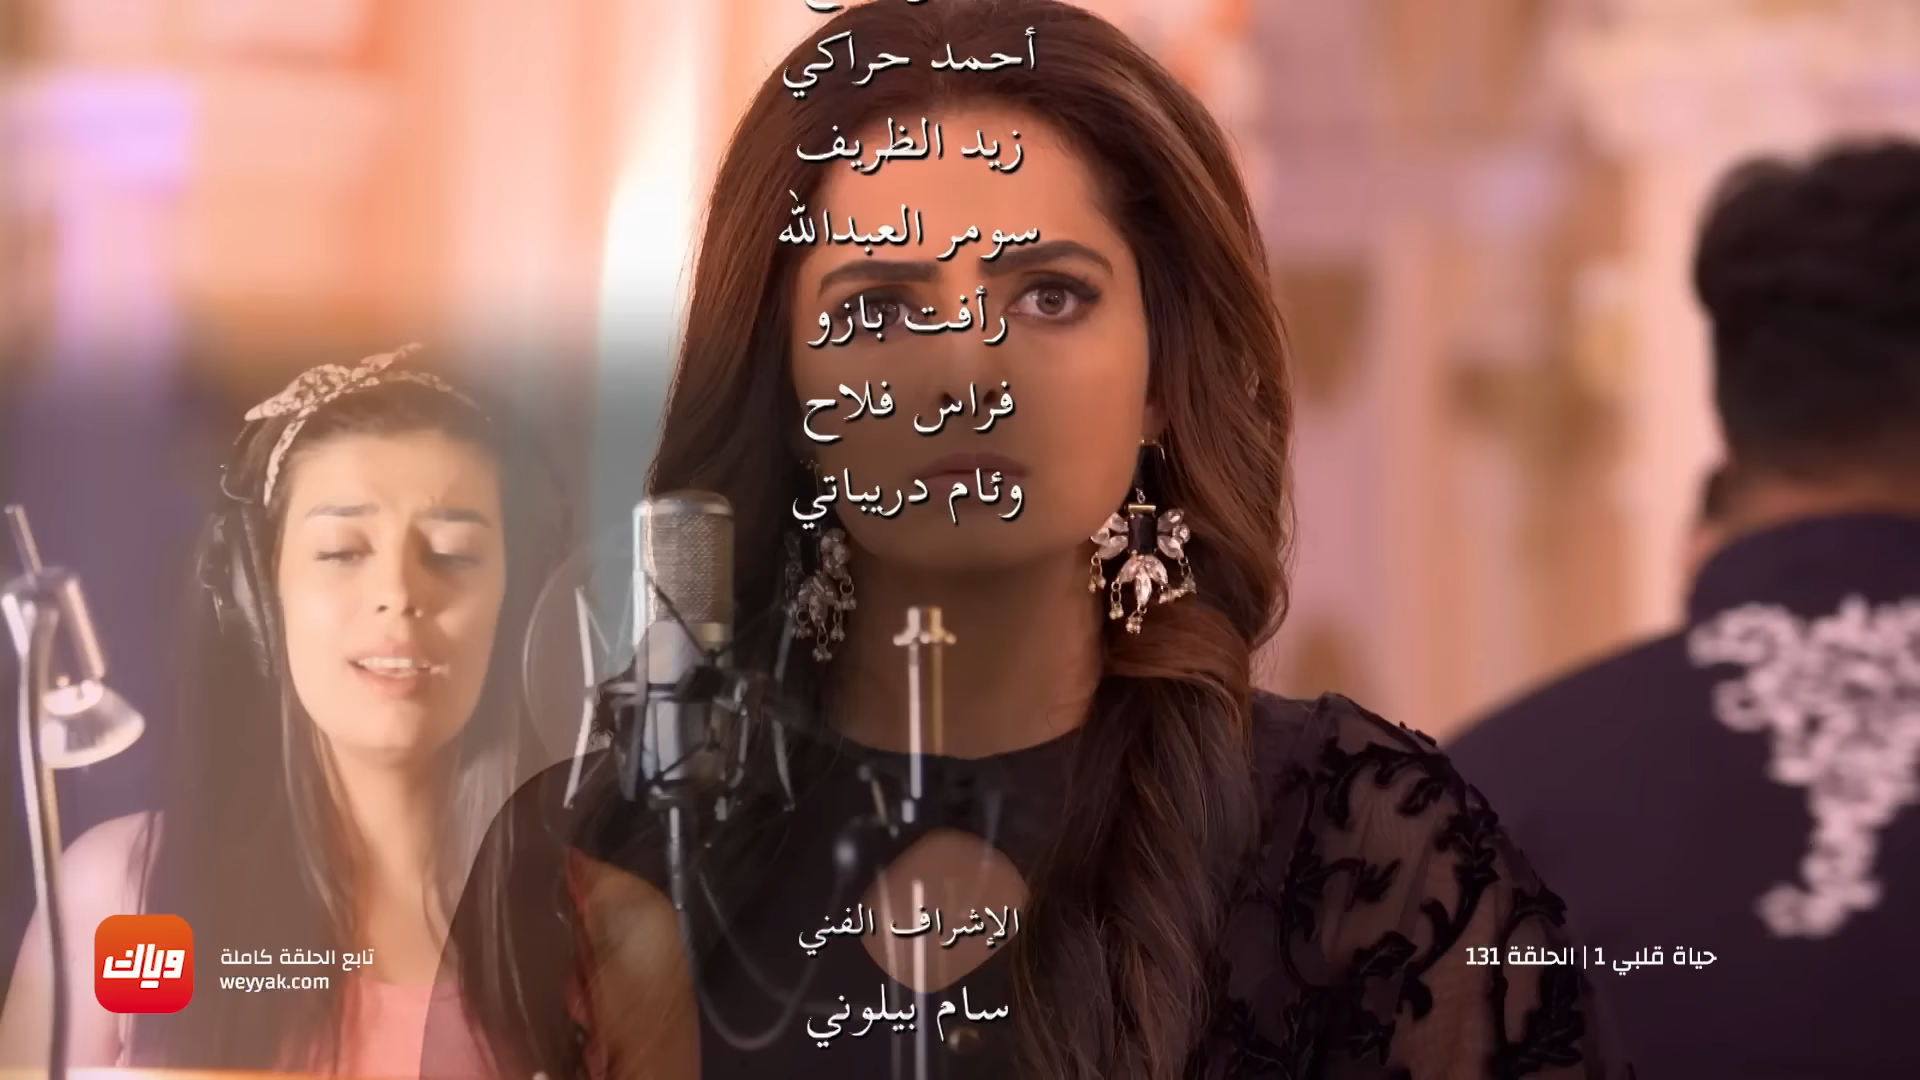 أحمد حراكي
زيد الظريف
سومر العبدالله
رأفت بازو
فراس فلاح
وئام دريباتي
الإشراف الفني
سام بيلوني
وياك
تابع الحلقة كاملة
weyyak.com
حياة قلبي 1 | الحلقة 131